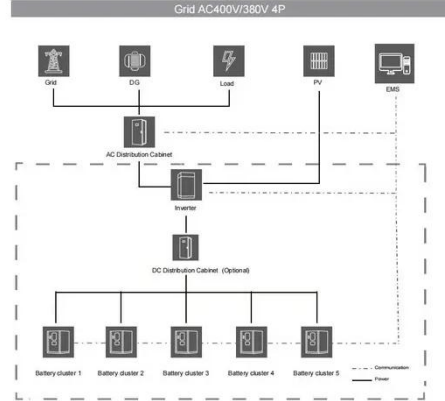 Grid AC400V/380V 4P
Grid
DG
Load
PV
EMS
AC Distribution Cabinet
Inverter
DC Distribution Cabinet (Optional)
Battery cluster 1
Battery cluster 2
Battery cluster 3
Battery cluster 4
Battery cluster 5
Communication
Power